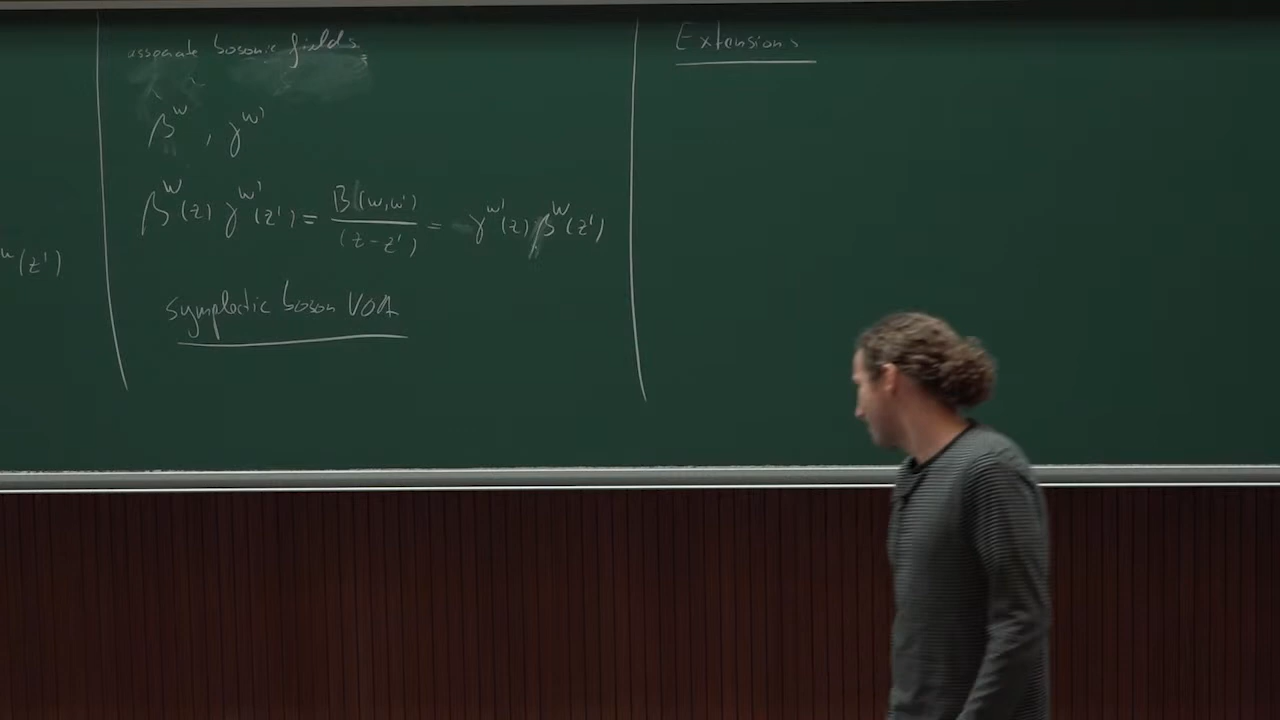 associate bosonic fields
β^w , γ^w'
β^w(z) γ^w'(z') = B(w,w') / (z-z') = γ^w'(z) β^w(z')
(z')
symplectic boson VOA
Extensions